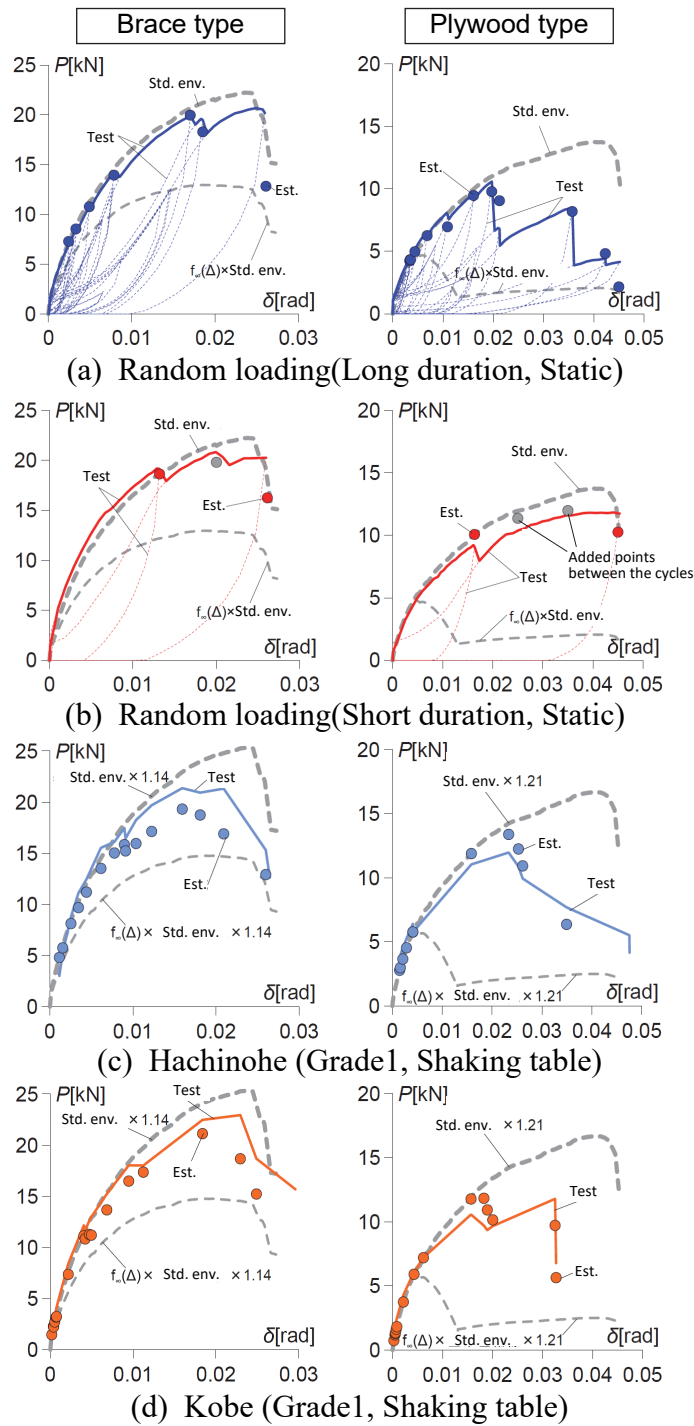 Brace type
Plywood type
P[kN]
25
20
15
10
5
0
0
0.01
0.02
0.03
Std. env.
Test
Est.
f∞(Δ)×Std. env.
δ[rad]
P[kN]
20
15
10
5
0
0
0.01
0.02
0.03
0.04
0.05
Std. env.
Est.
Test
f∞(Δ)×Std. env.
δ[rad]
(a) Random loading(Long duration, Static)
P[kN]
25
20
15
10
5
0
0
0.01
0.02
0.03
Std. env.
Test
Est.
f∞(Δ)×Std. env.
δ[rad]
P[kN]
20
15
10
5
0
0
0.01
0.02
0.03
0.04
0.05
Std. env.
Est.
Added points
between the cycles
Test
f∞(Δ)×Std. env.
δ[rad]
(b) Random loading(Short duration, Static)
P[kN]
25
20
15
10
5
0
0
0.01
0.02
0.03
Std. env.×1.14
Test
Est.
f∞(Δ)× Std. env. ×1.14
δ[rad]
P[kN]
20
15
10
5
0
0
0.01
0.02
0.03
0.04
0.05
Std. env.×1.21
Est.
Test
f∞(Δ)× Std. env. ×1.21
δ[rad]
(c) Hachinohe (Grade1, Shaking table)
P[kN]
25
20
15
10
5
0
0
0.01
0.02
0.03
Test
Std. env. ×1.14
Est.
f∞(Δ)× Std. env. ×1.14
δ[rad]
P[kN]
20
15
10
5
0
0
0.01
0.02
0.03
0.04
0.05
Std. env. ×1.21
Test
Est.
f∞(Δ)× Std. env. ×1.21
δ[rad]
(d) Kobe (Grade1, Shaking table)